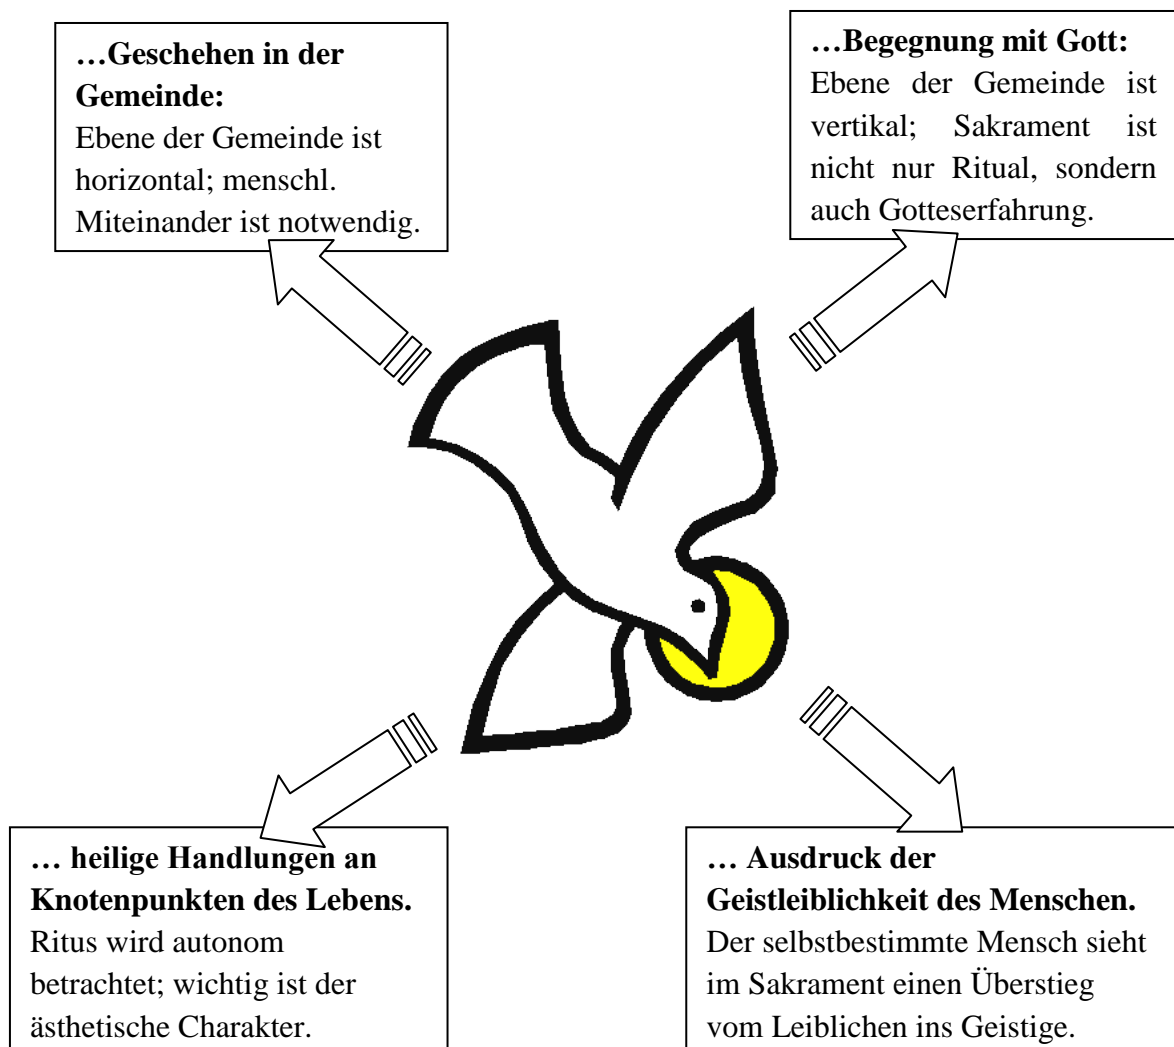 …Geschehen in der
Gemeinde:
Ebene der Gemeinde ist
horizontal; menschl.
Miteinander ist notwendig.
…Begegnung mit Gott:
Ebene der Gemeinde ist
vertikal; Sakrament ist
nicht nur Ritual, sondern
auch Gotteserfahrung.
… heilige Handlungen an
Knotenpunkten des Lebens.
Ritus wird autonom
betrachtet; wichtig ist der
ästhetische Charakter.
… Ausdruck der
Geistleiblichkeit des Menschen.
Der selbstbestimmte Mensch sieht
im Sakrament einen Überstieg
vom Leiblichen ins Geistige.